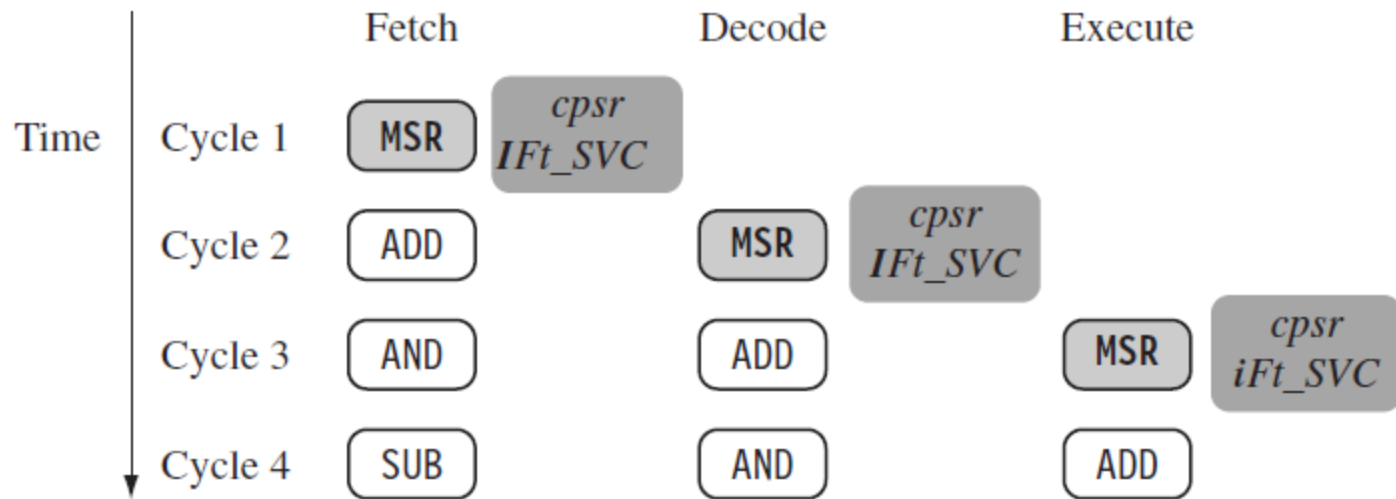 Fetch Decode Execute
Time Cycle 1 MSR cpsr
IFt_SVC
Cycle 2 ADD MSR cpsr
IFt_SVC
Cycle 3 AND ADD MSR cpsr
iFt_SVC
Cycle 4 SUB AND ADD